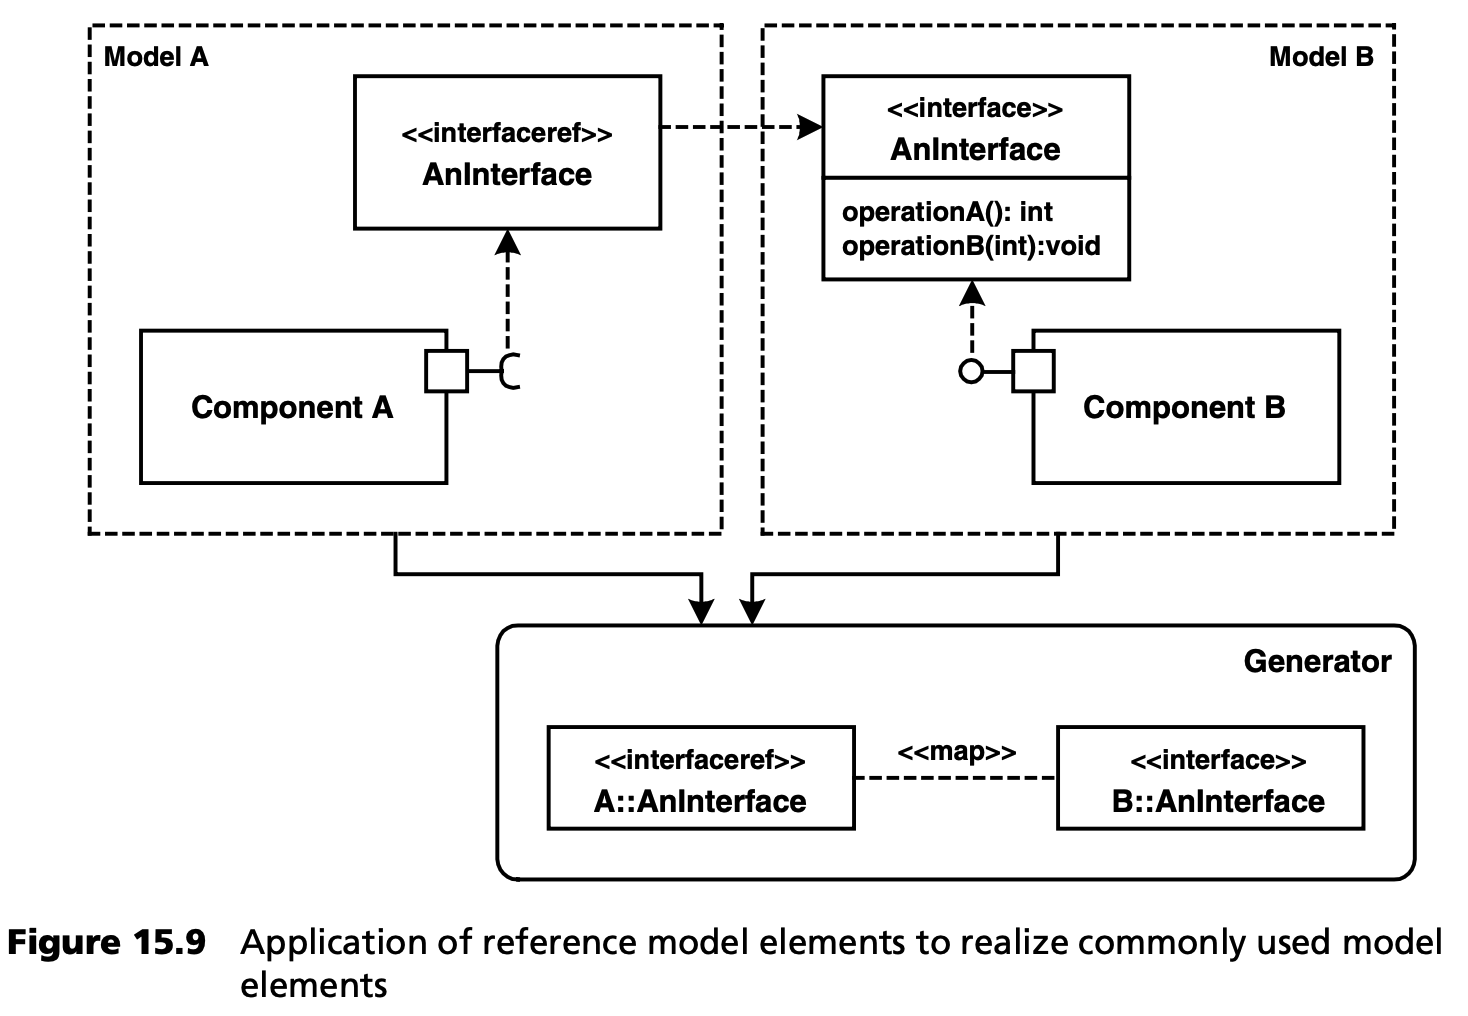 Model A
<<interfaceref>>
AnInterface
Component A
Model B
<<interface>>
AnInterface
operationA(): int
operationB(int):void
Component B
Generator
<<interfaceref>>
A::AnInterface
<<map>>
<<interface>>
B::AnInterface
Figure 15.9 Application of reference model elements to realize commonly used model
elements